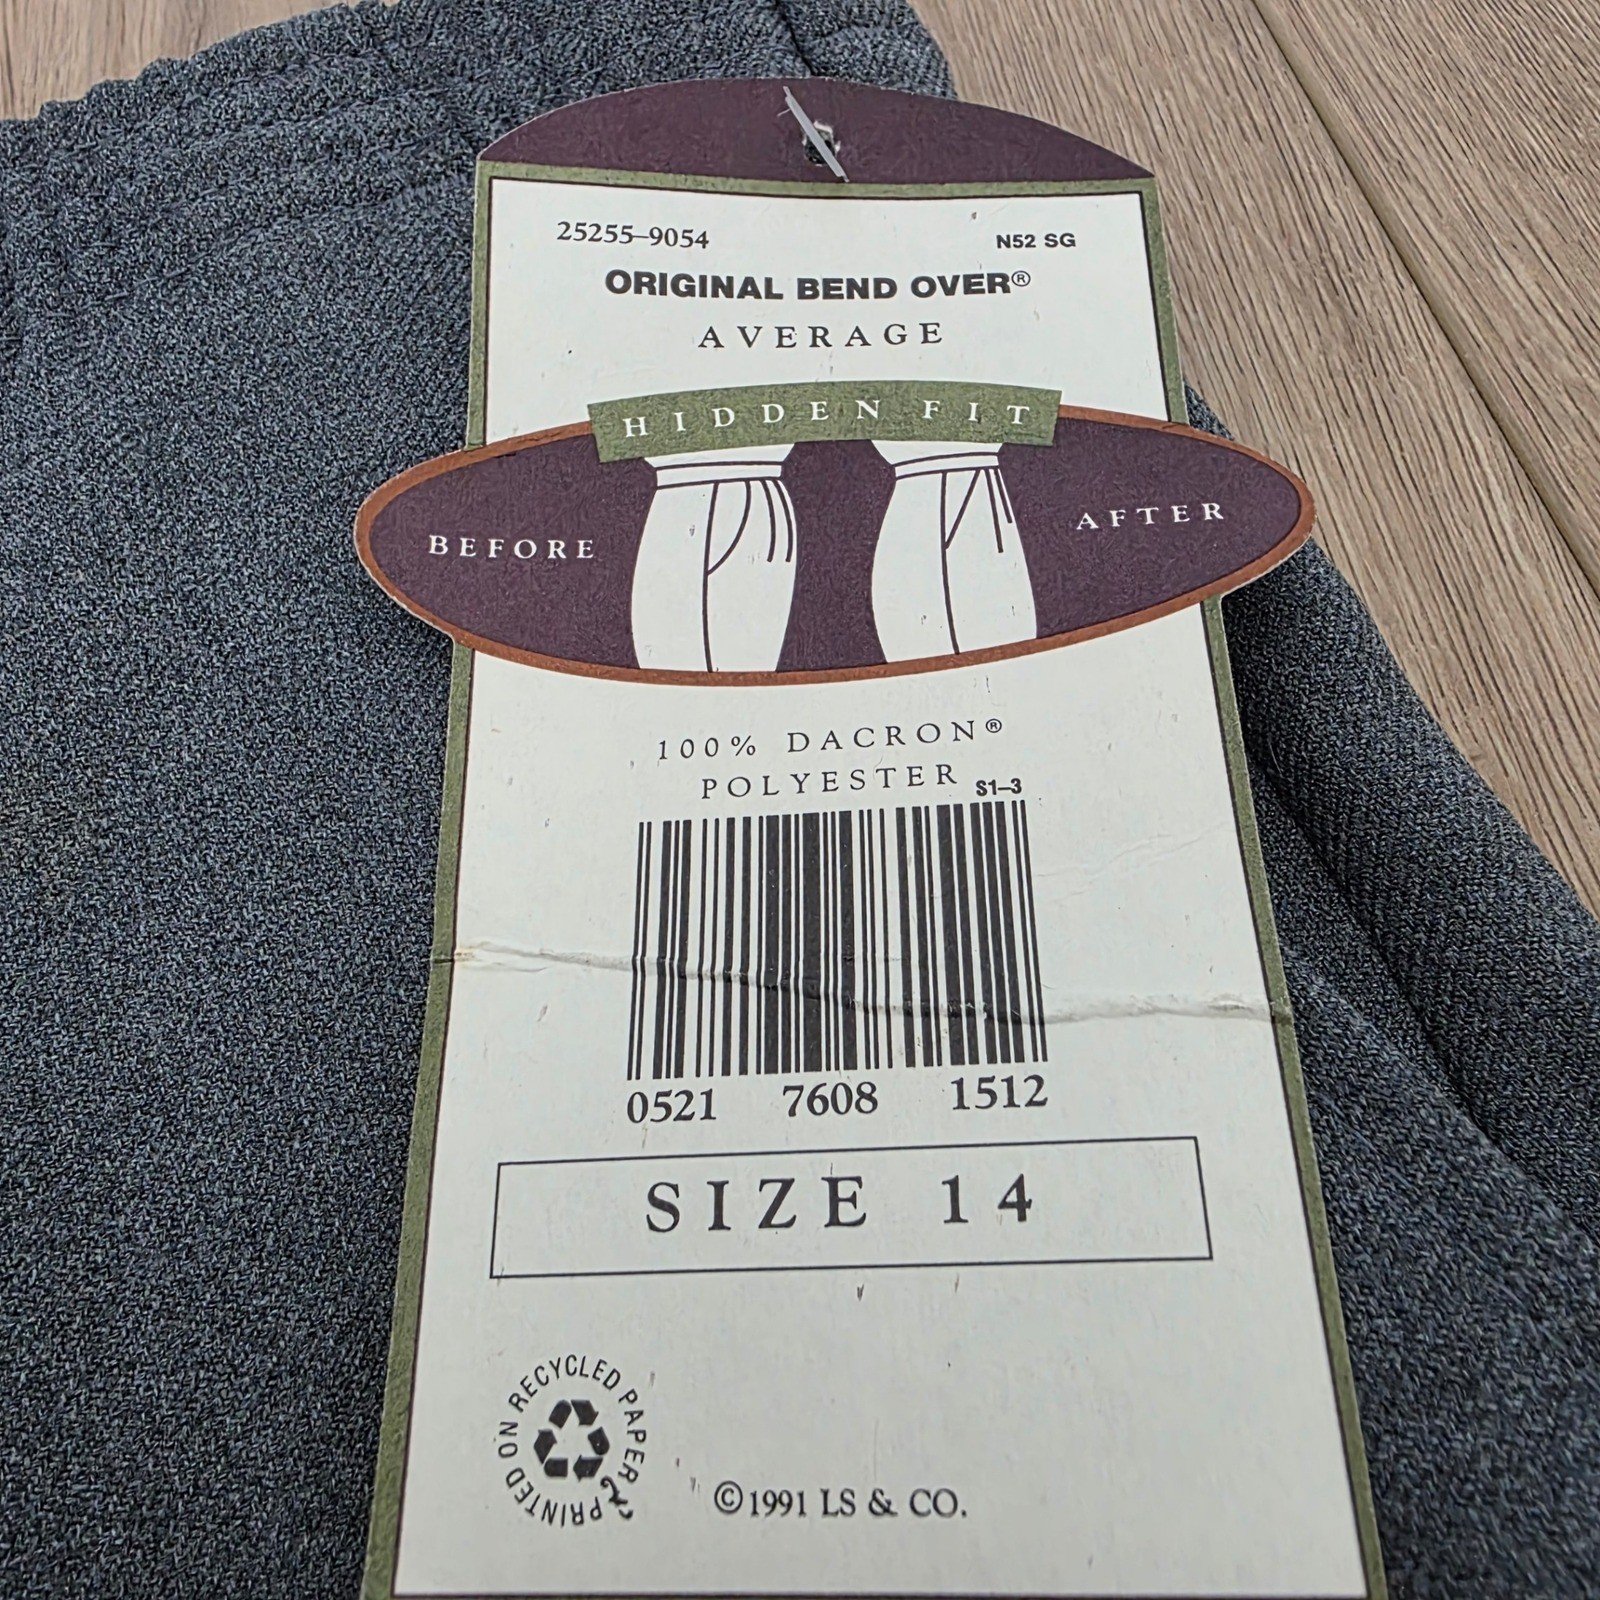 25255–9054
N52 SG
ORIGINAL BEND OVER®
AVERAGE
HIDDEN FIT
BEFORE
AFTER
100% DACRON®
POLYESTER
S1–3
0521 7608 1512
SIZE 14
PRINTED ON RECYCLED PAPER
©1991 LS & CO.